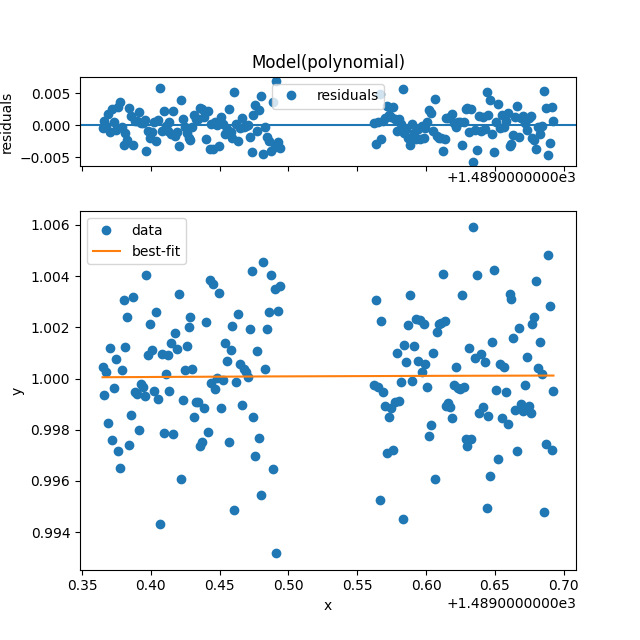 Model(polynomial)
residuals
0.005
0.000
−0.005
residuals
+1.4890000000e3
y
1.006
1.004
1.002
1.000
0.998
0.996
0.994
data
best-fit
0.35 0.40 0.45 0.50 0.55 0.60 0.65 0.70
x
+1.4890000000e3